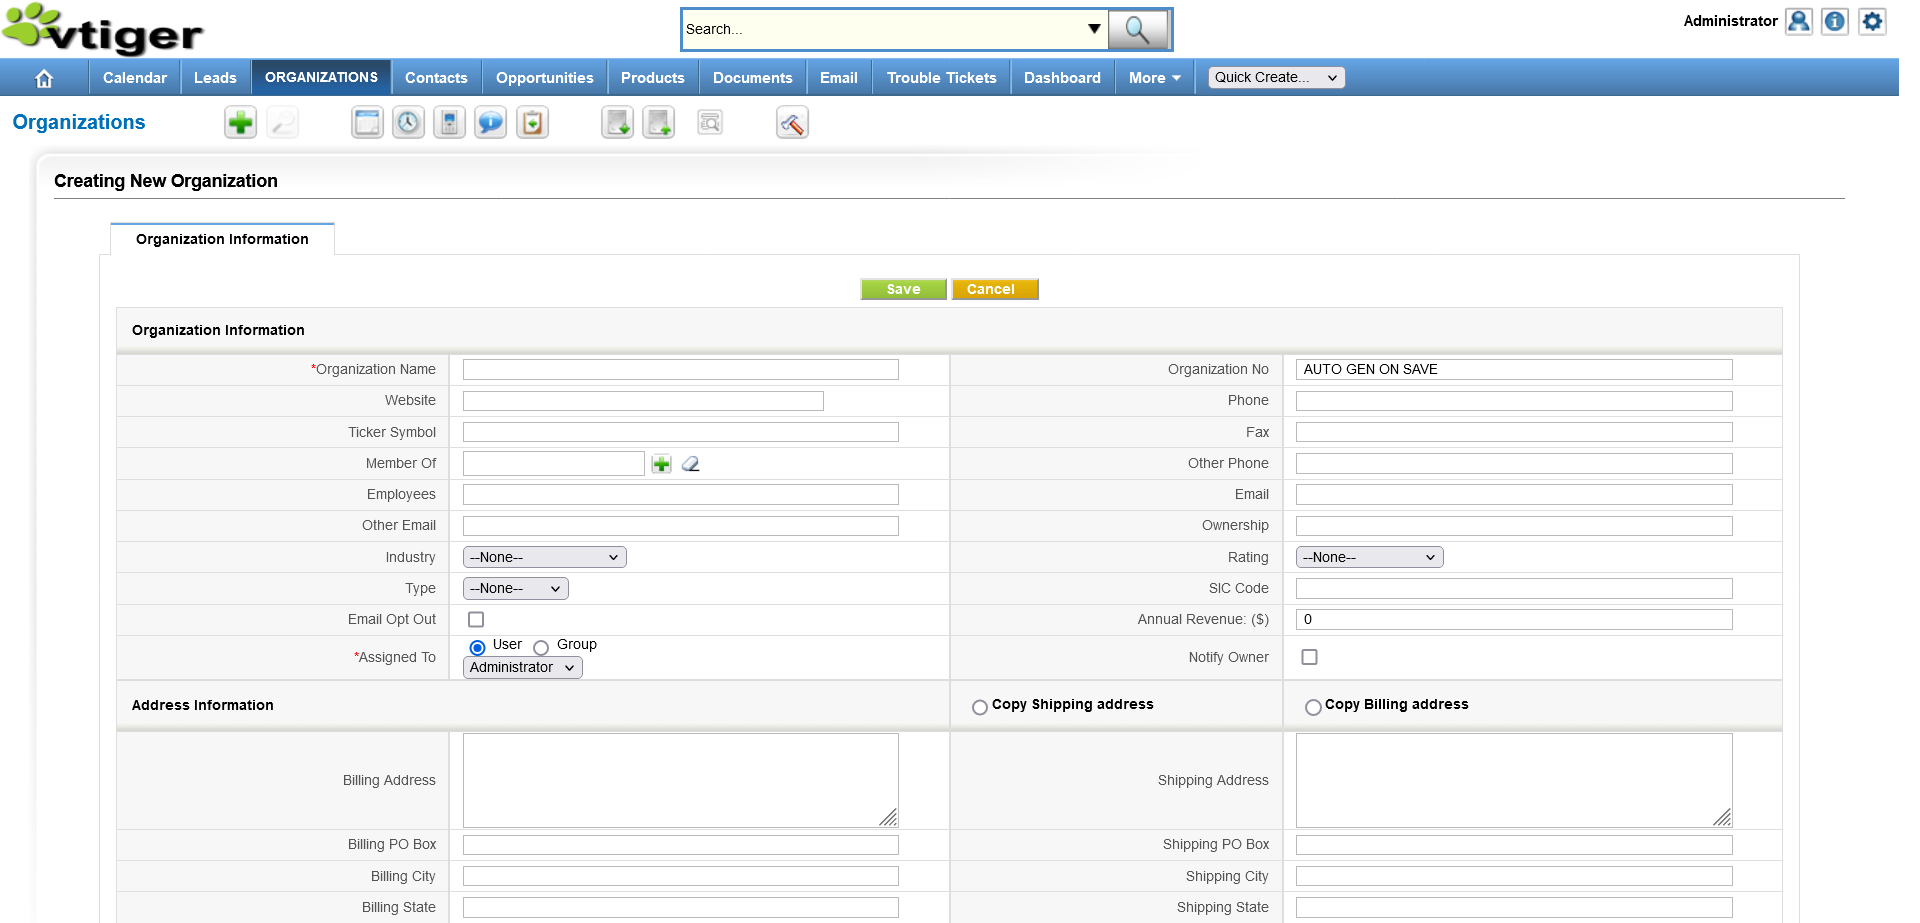 vtiger
Search...
Administrator
Calendar
Leads
ORGANIZATIONS
Contacts
Opportunities
Products
Documents
Email
Trouble Tickets
Dashboard
More
Quick Create...
Organizations
Creating New Organization
Organization Information
Save
Cancel
Organization Information
*Organization Name
Organization No
AUTO GEN ON SAVE
Website
Phone
Ticker Symbol
Fax
Member Of
Other Phone
Employees
Email
Other Email
Ownership
Industry
--None--
Rating
--None--
Type
--None--
SIC Code
Email Opt Out
Annual Revenue: ($)
0
*Assigned To
User
Group
Administrator
Notify Owner
Address Information
Copy Shipping address
Copy Billing address
Billing Address
Shipping Address
Billing PO Box
Shipping PO Box
Billing City
Shipping City
Billing State
Shipping State